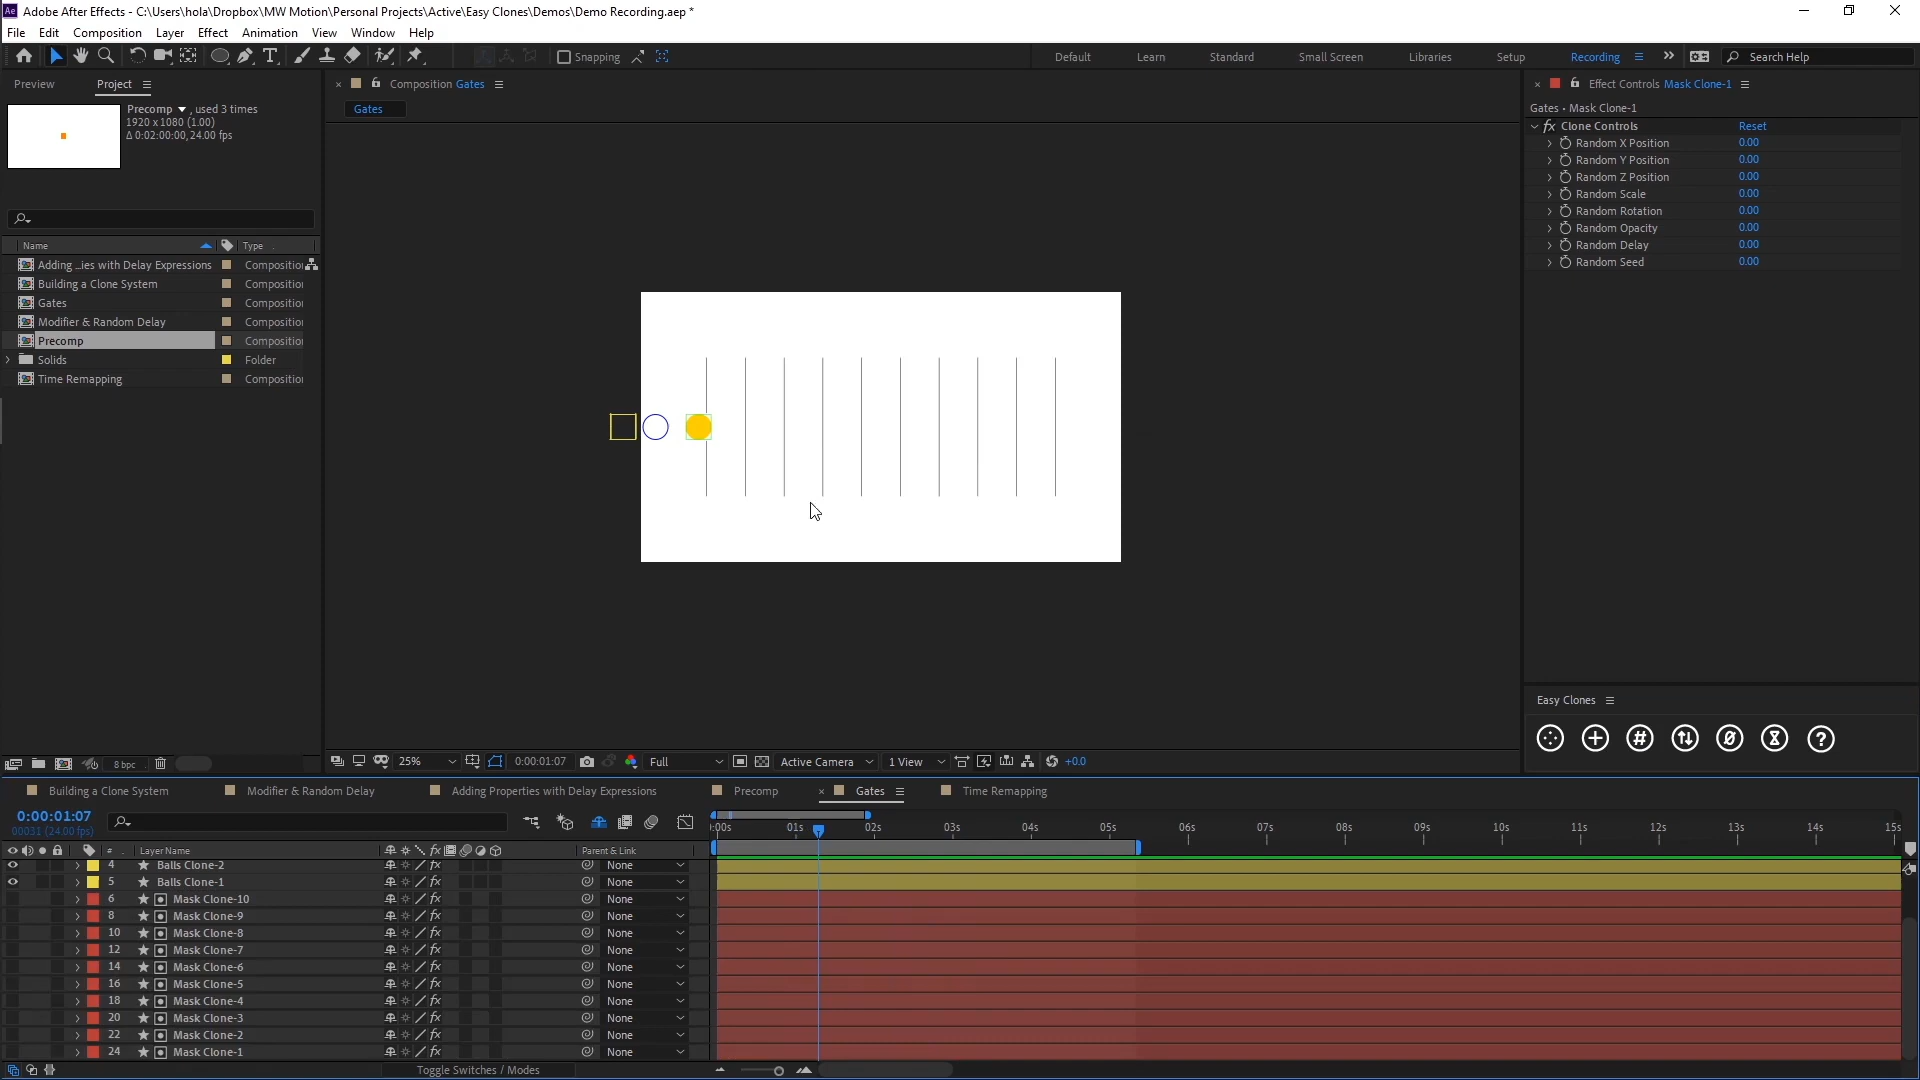 Adobe After Effects - C:\Users\hola\Dropbox\MW Motion\Personal Projects\Active\Easy Clones\Demos\Demo Recording.aep *
File Edit Composition Layer Effect Animation View Window Help
Snapping
Default Learn Standard Small Screen Libraries Setup Recording Search Help
Preview Project
Precomp , used 3 times
1920 x 1080 (1.00)
Δ 0:02:00:00, 24.00 fps
Name Type
Adding ...ies with Delay Expressions Compositio
Building a Clone System Compositio
Gates Compositio
Modifier & Random Delay Compositio
Precomp Compositio
Solids Folder
Time Remapping Compositio
8 bpc
Composition Gates
Gates
25% 0:00:01:07 Full Active Camera 1 View +0.0
Effect Controls Mask Clone-1
Gates • Mask Clone-1
fx Clone Controls Reset
Random X Position 0.00
Random Y Position 0.00
Random Z Position 0.00
Random Scale 0.00
Random Rotation 0.00
Random Opacity 0.00
Random Delay 0.00
Random Seed 0.00
Easy Clones
Building a Clone System Modifier & Random Delay Adding Properties with Delay Expressions Precomp Gates Time Remapping
0:00:01:07
00031 (24.00 fps)
:00s 01s 02s 03s 04s 05s 06s 07s 08s 09s 10s 11s 12s 13s 14s 15s
# Layer Name Parent & Link
4 Balls Clone-2 None
5 Balls Clone-1 None
6 Mask Clone-10 None
8 Mask Clone-9 None
10 Mask Clone-8 None
12 Mask Clone-7 None
14 Mask Clone-6 None
16 Mask Clone-5 None
18 Mask Clone-4 None
20 Mask Clone-3 None
22 Mask Clone-2 None
24 Mask Clone-1 None
Toggle Switches / Modes